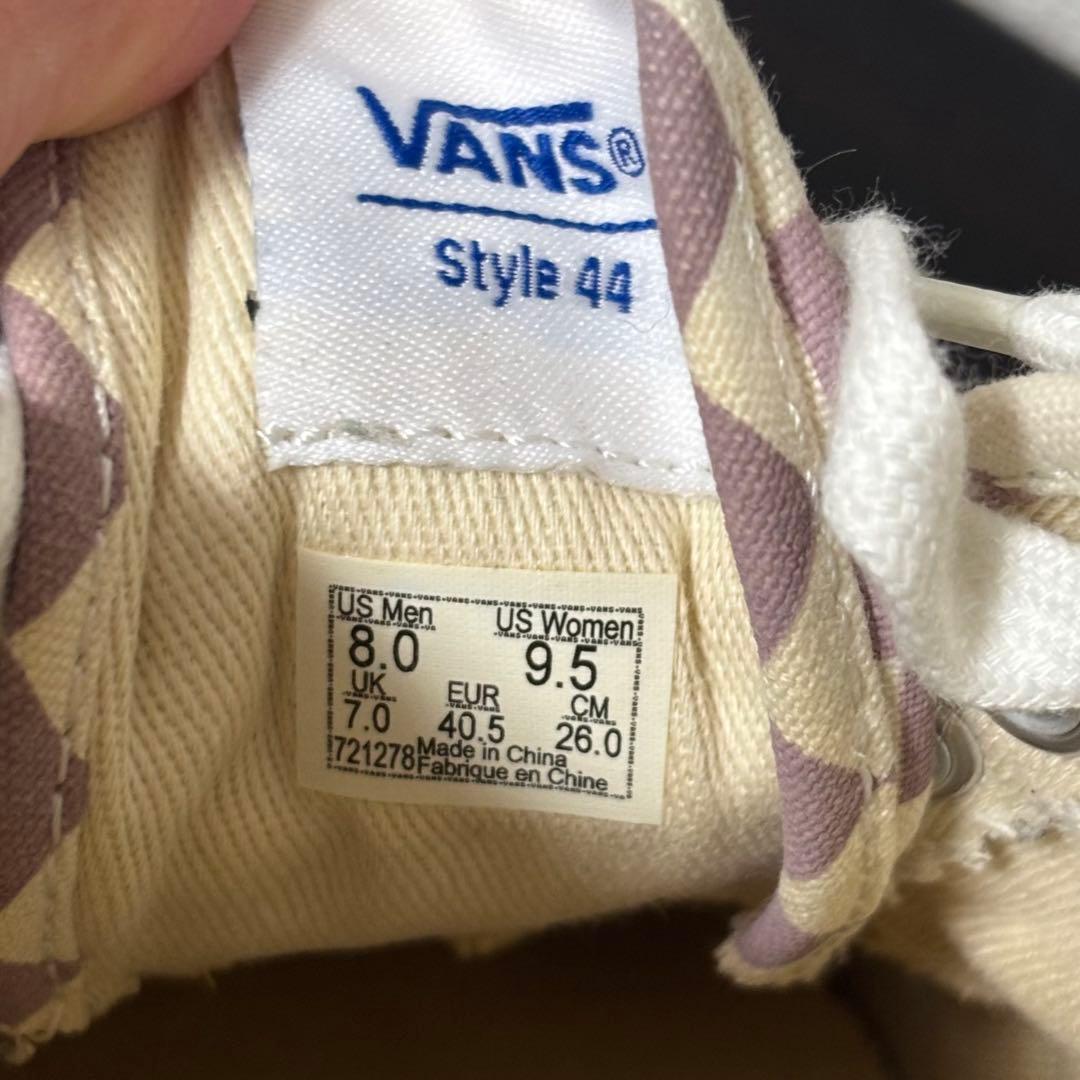 VANS®
Style 44
US Men US Women
8.0 9.5
UK EUR CM
7.0 40.5 26.0
721278 Made in China
Fabrique en Chine